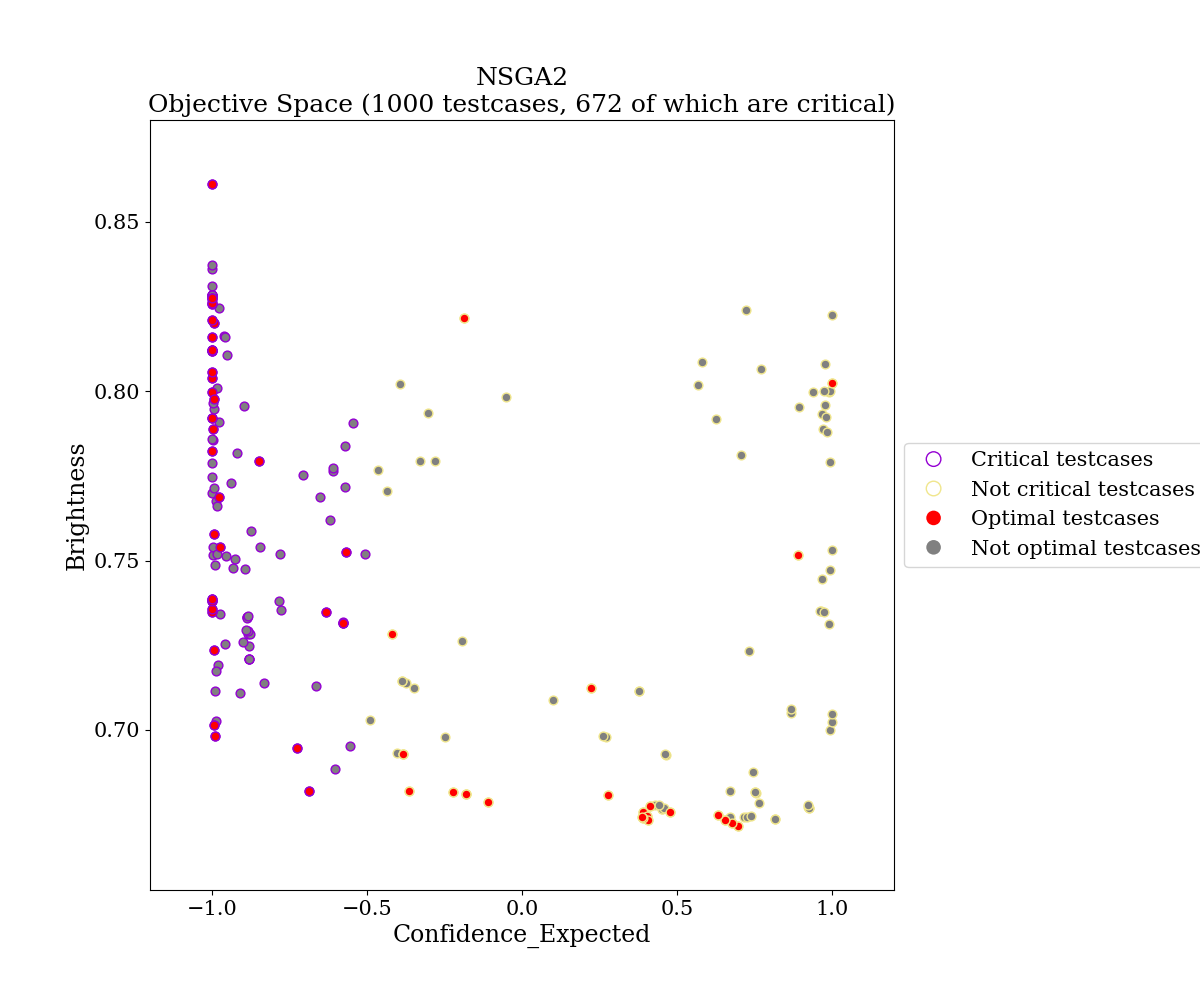 NSGA2
Objective Space (1000 testcases, 672 of which are critical)
0.85
0.80
0.75
0.70
Brightness
−1.0
−0.5
0.0
0.5
1.0
Confidence_Expected
Critical testcases
Not critical testcases
Optimal testcases
Not optimal testcases